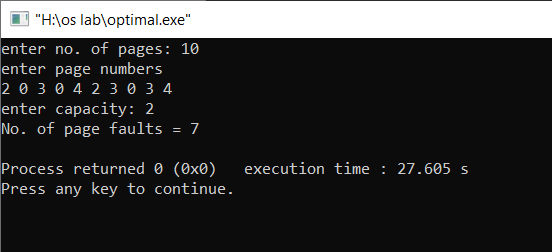 "H:\os lab\optimal.exe"
enter no. of pages: 10
enter page numbers
2 0 3 0 4 2 3 0 3 4
enter capacity: 2
No. of page faults = 7
Process returned 0 (0x0)   execution time : 27.605 s
Press any key to continue.